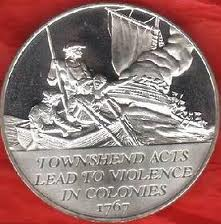 TOWNSHEND ACTS
LEAD TO VIOLENCE
IN COLONIES
1767